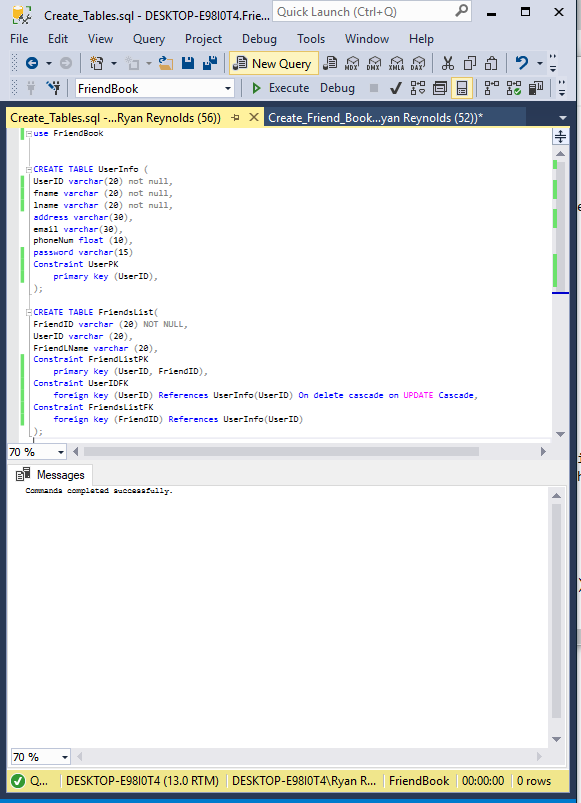 Create_Tables.sql - DESKTOP-E98I0T4.Frie...
Quick Launch (Ctrl+Q)
File Edit View Query Project Debug Tools Window Help
New Query MDX DMX XMLA DAX
FriendBook Execute Debug
Create_Tables.sql -...Ryan Reynolds (56)) Create_Friend_Book...yan Reynolds (52))*
use FriendBook
CREATE TABLE UserInfo (
UserID varchar(20) not null,
fname varchar (20) not null,
lname varchar (20) not null,
address varchar(30),
email varchar(30),
phoneNum float (10),
password varchar(15)
Constraint UserPK
primary key (UserID),
);
CREATE TABLE FriendsList(
FriendID varchar (20) NOT NULL,
UserID varchar (20),
FriendLName varchar (20),
Constraint FriendListPK
primary key (UserID, FriendID),
Constraint UserIDFK
foreign key (UserID) References UserInfo(UserID) On delete cascade on UPDATE Cascade,
Constraint FriendsListFK
foreign key (FriendID) References UserInfo(UserID)
);
70 %
Messages
Commands completed successfully.
70 %
Q... DESKTOP-E98I0T4 (13.0 RTM) DESKTOP-E98I0T4\Ryan R... FriendBook 00:00:00 0 rows